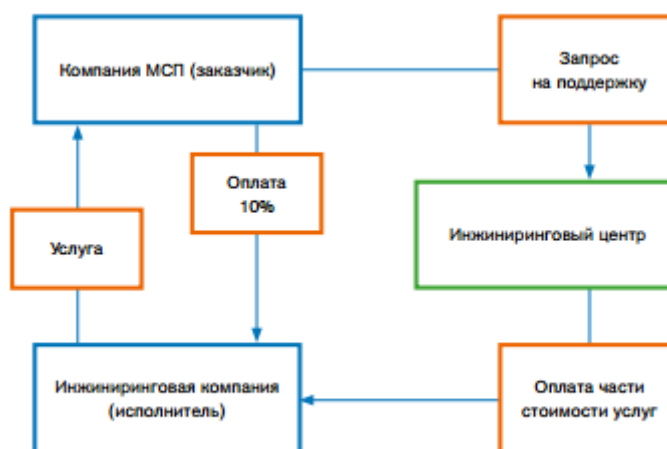 Компания МСП (заказчик)
Запрос
на поддержку
Оплата
10%
Инжиниринговый центр
Услуга
Инжиниринговая компания
(исполнитель)
Оплата части
стоимости услуг